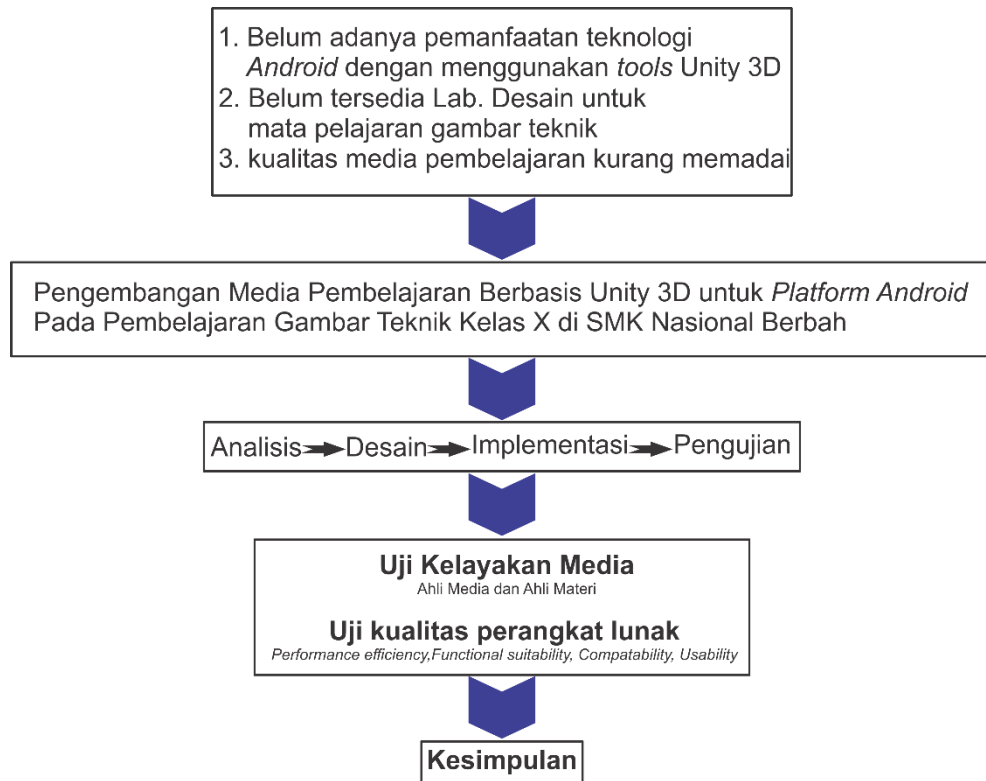 1. Belum adanya pemanfaatan teknologi
Android dengan menggunakan tools Unity 3D
2. Belum tersedia Lab. Desain untuk
mata pelajaran gambar teknik
3. kualitas media pembelajaran kurang memadai
Pengembangan Media Pembelajaran Berbasis Unity 3D untuk Platform Android
Pada Pembelajaran Gambar Teknik Kelas X di SMK Nasional Berbah
Analisis Desain Implementasi Pengujian
Uji Kelayakan Media
Ahli Media dan Ahli Materi
Uji kualitas perangkat lunak
Performance efficiency,Functional suitability, Compatability, Usability
Kesimpulan